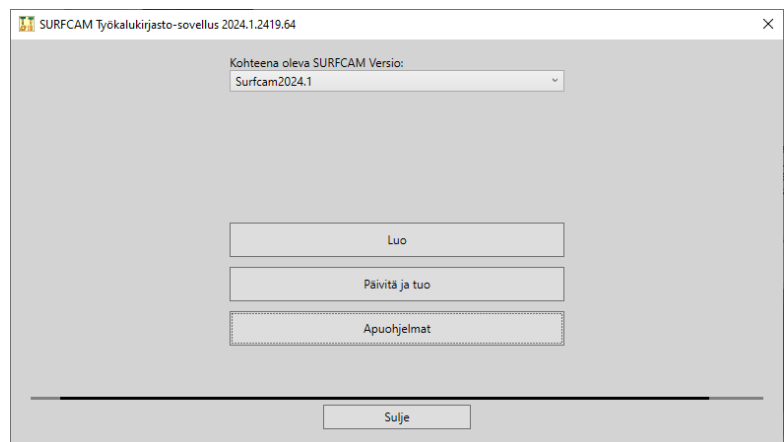 SURFCAM Työkalukirjasto-sovellus 2024.1.2419.64
Kohteena oleva SURFCAM Versio:
Surfcam2024.1
Luo
Päivitä ja tuo
Apuohjelmat
Sulje